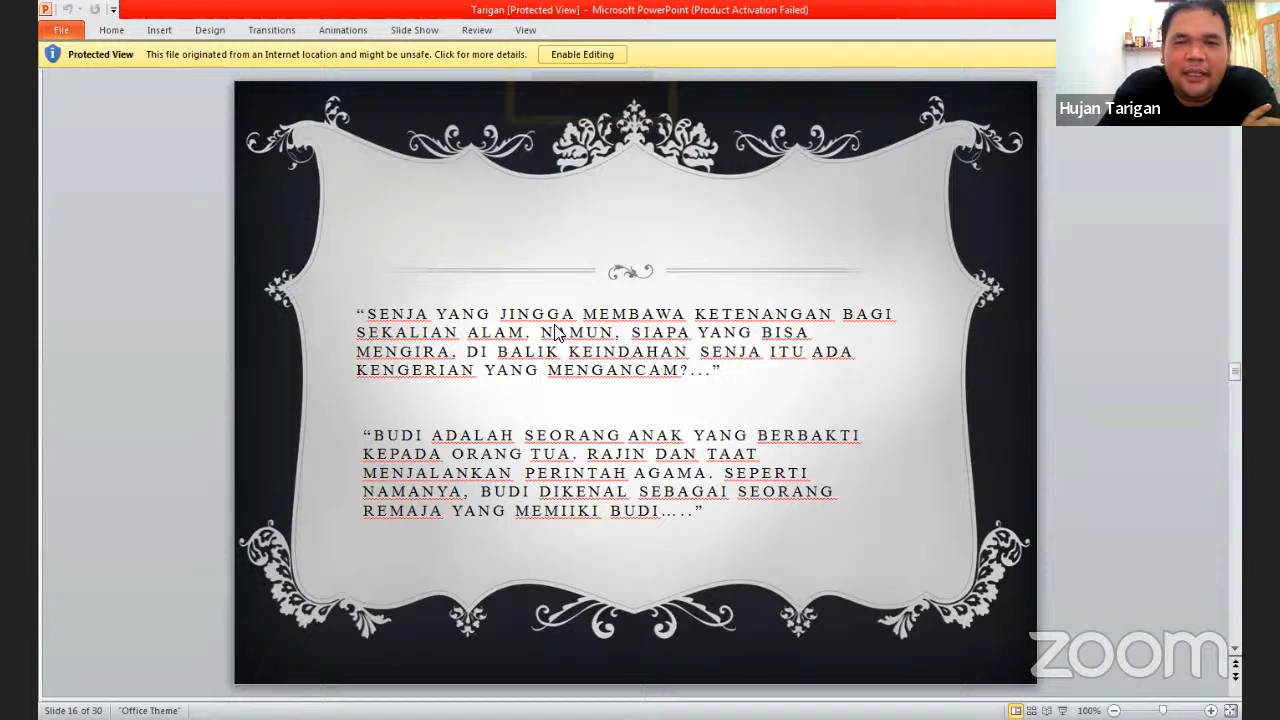 Tarigan [Protected View] - Microsoft PowerPoint (Product Activation Failed)
File Home Insert Design Transitions Animations Slide Show Review View
Protected View This file originated from an Internet location and might be unsafe. Click for more details. Enable Editing
Hujan Tarigan
“SENJA YANG JINGGA MEMBAWA KETENANGAN BAGI
SEKALIAN ALAM. NAMUN, SIAPA YANG BISA
MENGIRA, DI BALIK KEINDAHAN SENJA ITU ADA
KENGERIAN YANG MENGANCAM?...”
“BUDI ADALAH SEORANG ANAK YANG BERBAKTI
KEPADA ORANG TUA. RAJIN DAN TAAT
MENJALANKAN PERINTAH AGAMA. SEPERTI
NAMANYA, BUDI DIKENAL SEBAGAI SEORANG
REMAJA YANG MEMIIKI BUDI…..”
zoom
Slide 16 of 30 "Office Theme" 100%